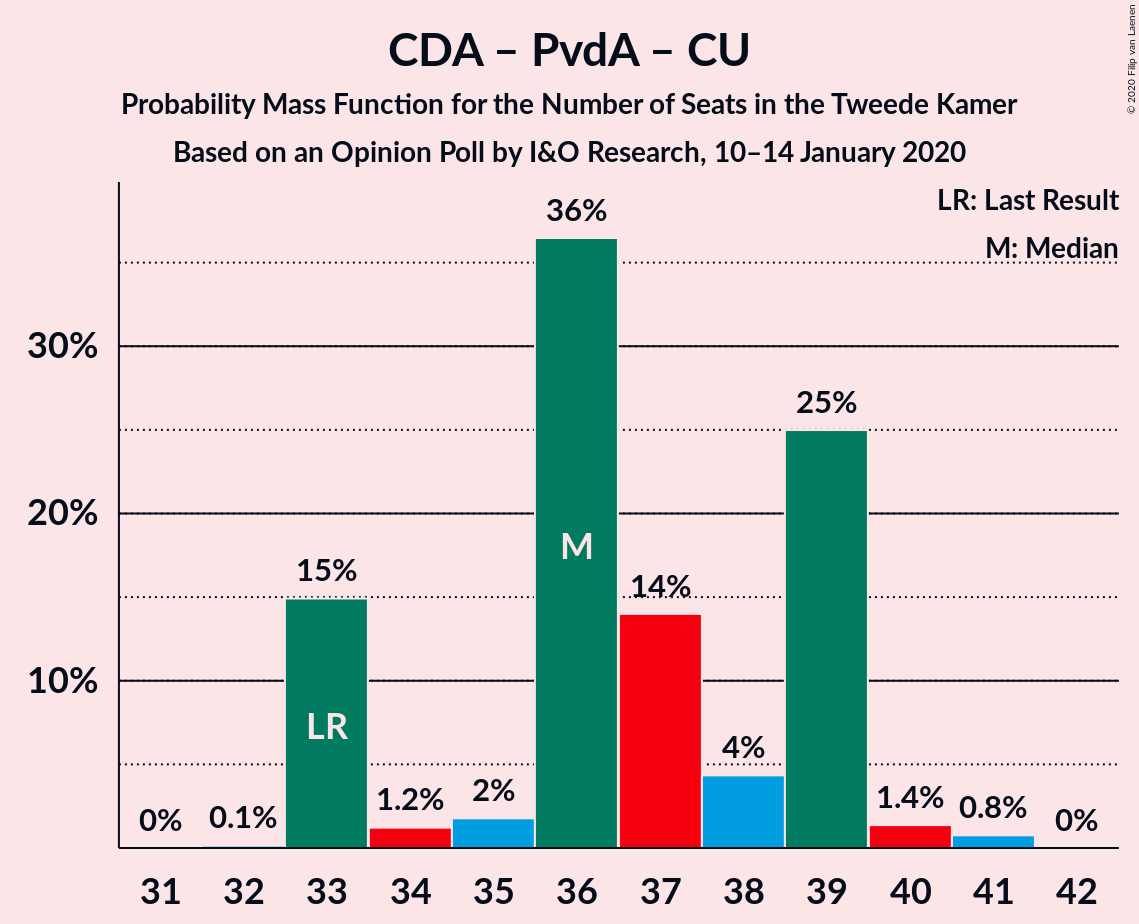 CDA – PvdA – CU
Probability Mass Function for the Number of Seats in the Tweede Kamer
Based on an Opinion Poll by I&O Research, 10–14 January 2020
© 2020 Filip van Laenen
LR: Last Result
M: Median
36%
30%
25%
20%
15%
14%
M
10%
LR
4%
2%
1.2%
1.4%
0.8%
0%
0.1%
0%
31 32 33 34 35 36 37 38 39 40 41 42